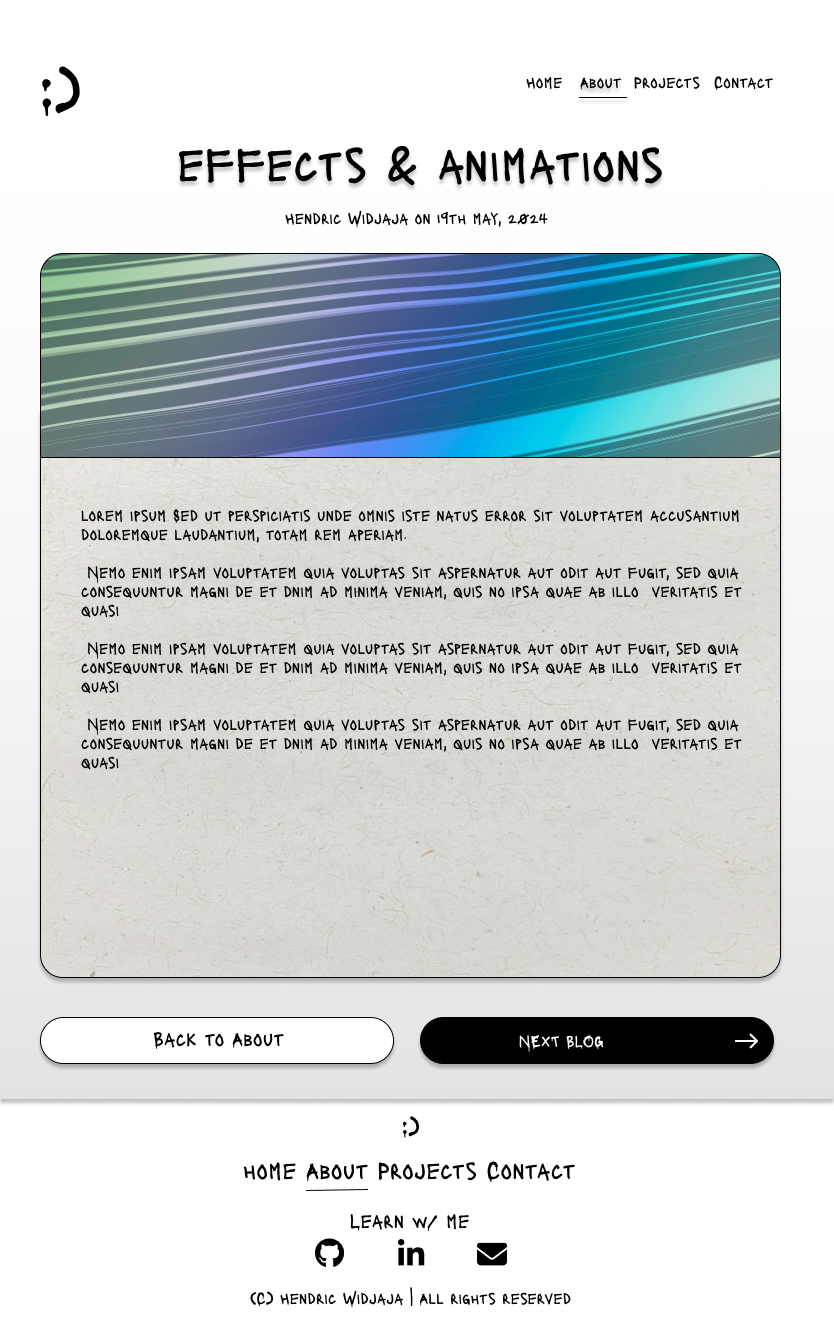 Home About Projects Contact
Effects & Animations
Hendric Widjaja on 19th May, 2024
Lorem ipsum Sed ut perspiciatis unde omnis iste natus error sit voluptatem accusantium
doloremque laudantium, totam rem aperiam.
Nemo enim ipsam voluptatem quia voluptas sit aspernatur aut odit aut fugit, sed quia
consequuntur magni de et dnim ad minima veniam, quis no ipsa quae ab illo veritatis et
quasi
Nemo enim ipsam voluptatem quia voluptas sit aspernatur aut odit aut fugit, sed quia
consequuntur magni de et dnim ad minima veniam, quis no ipsa quae ab illo veritatis et
quasi
Nemo enim ipsam voluptatem quia voluptas sit aspernatur aut odit aut fugit, sed quia
consequuntur magni de et dnim ad minima veniam, quis no ipsa quae ab illo veritatis et
quasi
Back to About
Next Blog
Home About Projects Contact
Learn w/ me
(C) Hendric Widjaja | All rights reserved